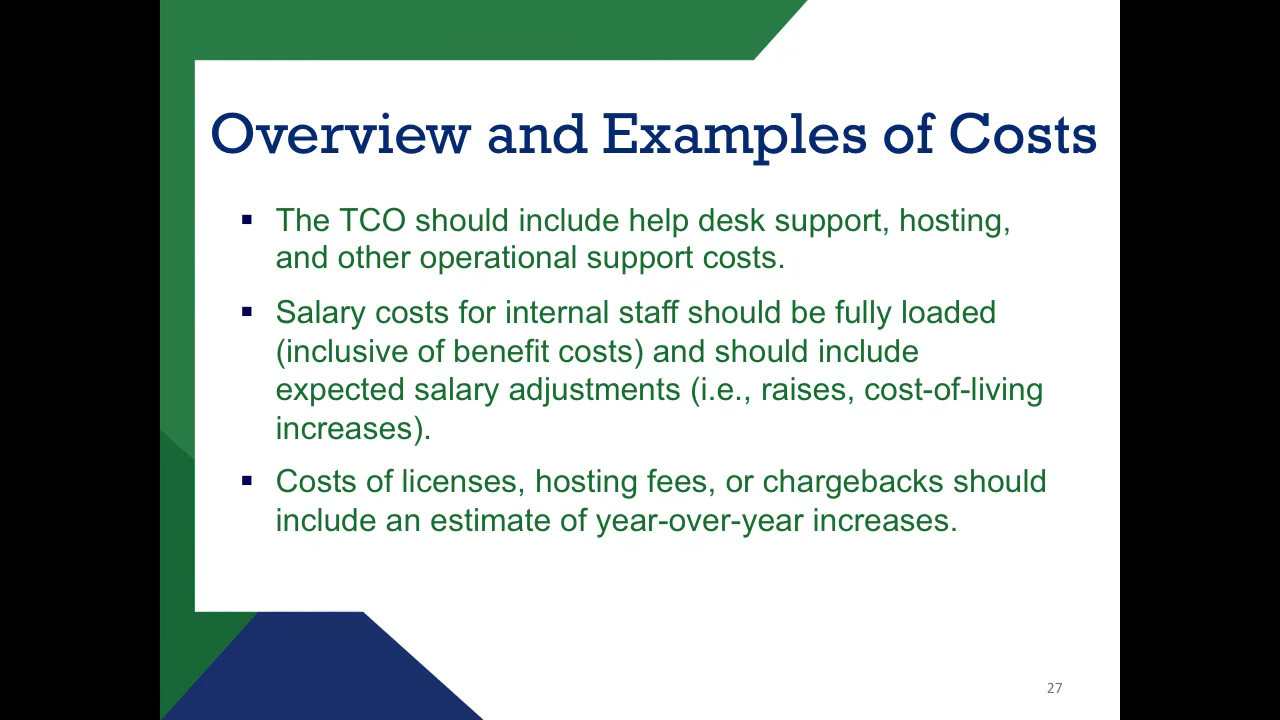 Overview and Examples of Costs
▪ The TCO should include help desk support, hosting,
and other operational support costs.
▪ Salary costs for internal staff should be fully loaded
(inclusive of benefit costs) and should include
expected salary adjustments (i.e., raises, cost-of-living
increases).
▪ Costs of licenses, hosting fees, or chargebacks should
include an estimate of year-over-year increases.
27